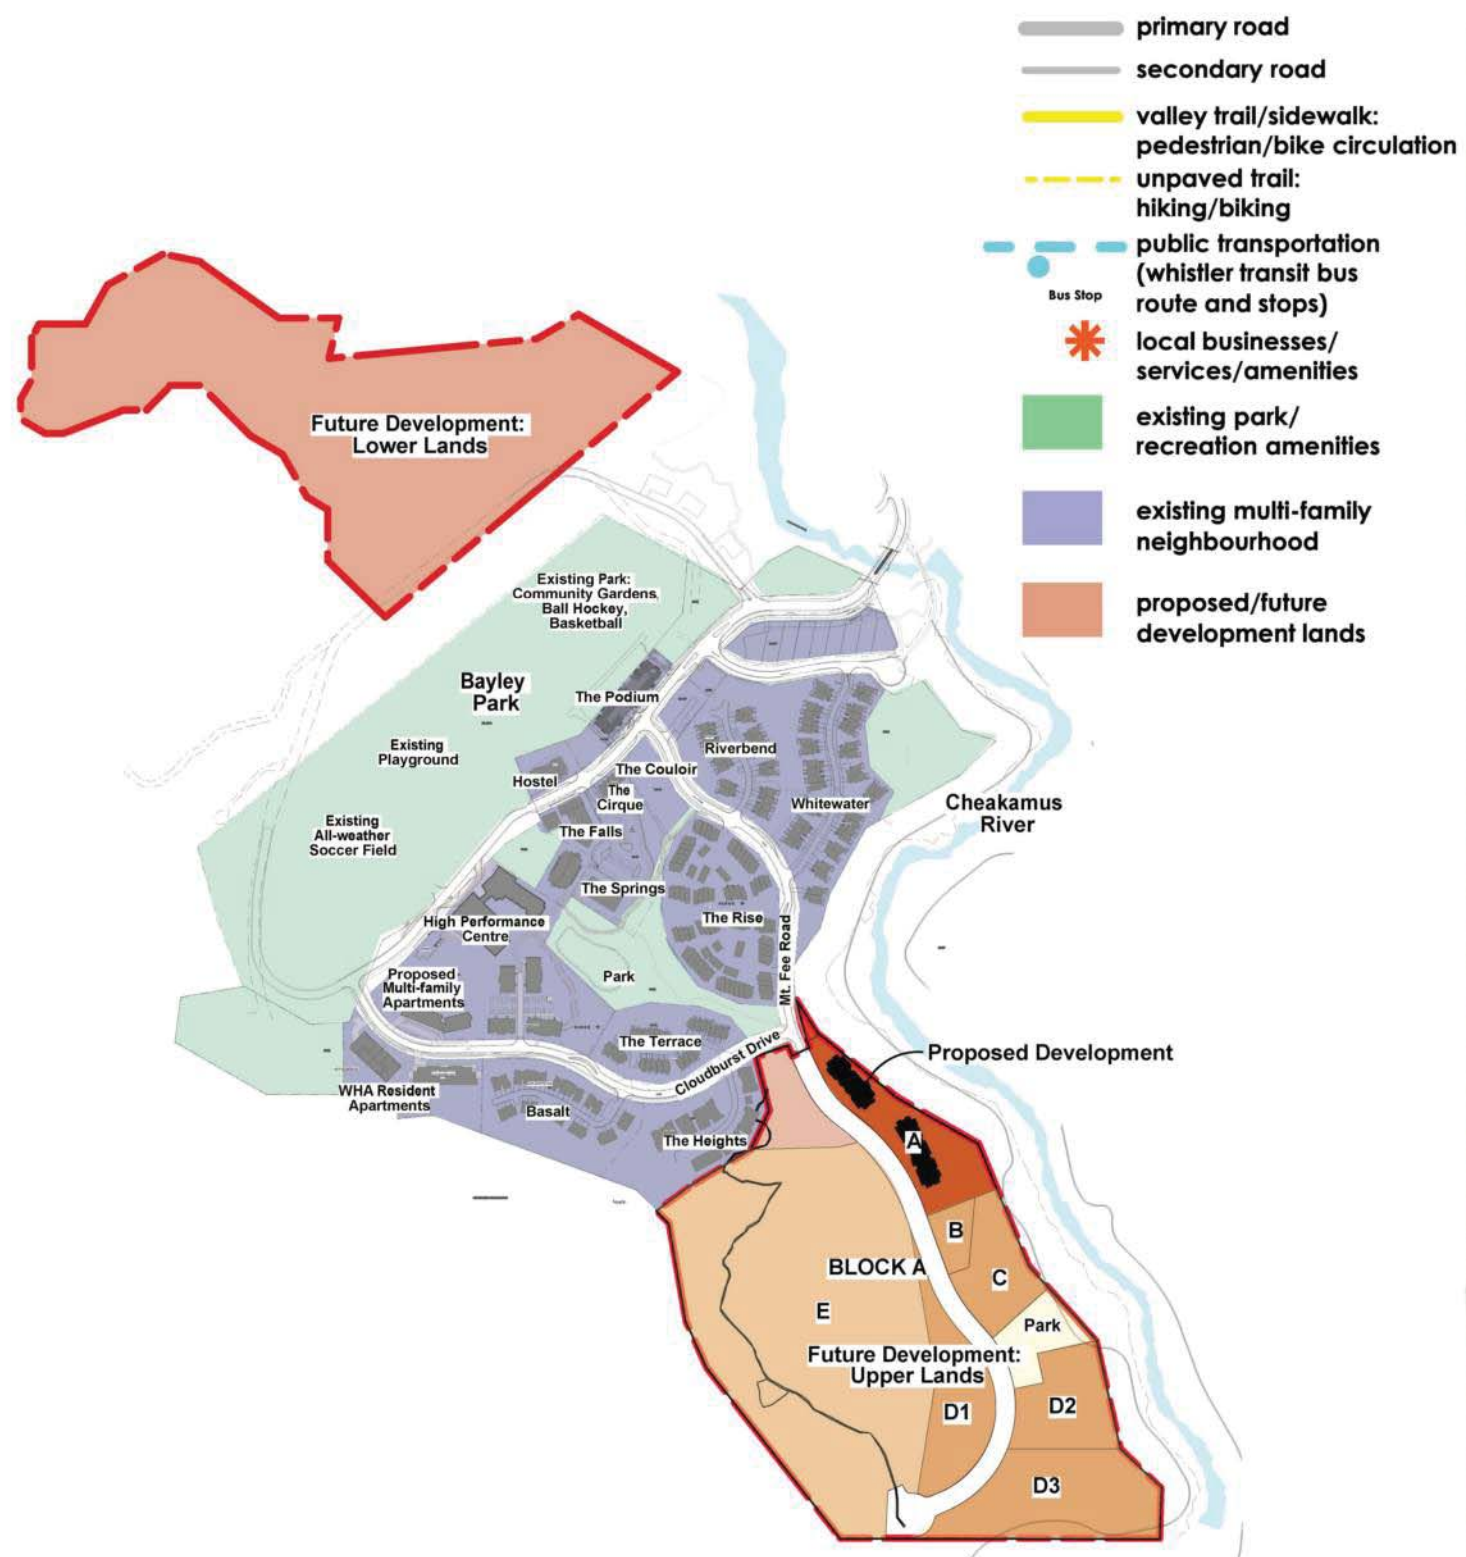 primary road
secondary road
valley trail/sidewalk:
pedestrian/bike circulation
unpaved trail:
hiking/biking
public transportation
(whistler transit bus
route and stops)
Bus Stop
local businesses/
services/amenities
existing park/
recreation amenities
existing multi-family
neighbourhood
proposed/future
development lands
Future Development:
Lower Lands
Existing Park:
Community Gardens,
Ball Hockey,
Basketball
Bayley
Park
The Podium
Existing
Playground
Riverbend
The Couloir
Hostel
The
Cirque
Whitewater
Cheakamus
River
Existing
All-weather
Soccer Field
The Falls
The Springs
High Performance
Centre
The Rise
Mt. Fee Road
Park
Proposed
Multi-family
Apartments
The Terrace
Cloudburst Drive
Proposed Development
WHA Resident
Apartments
Basalt
The Heights
A
B
BLOCK A
C
E
Park
Future Development:
Upper Lands
D1
D2
D3